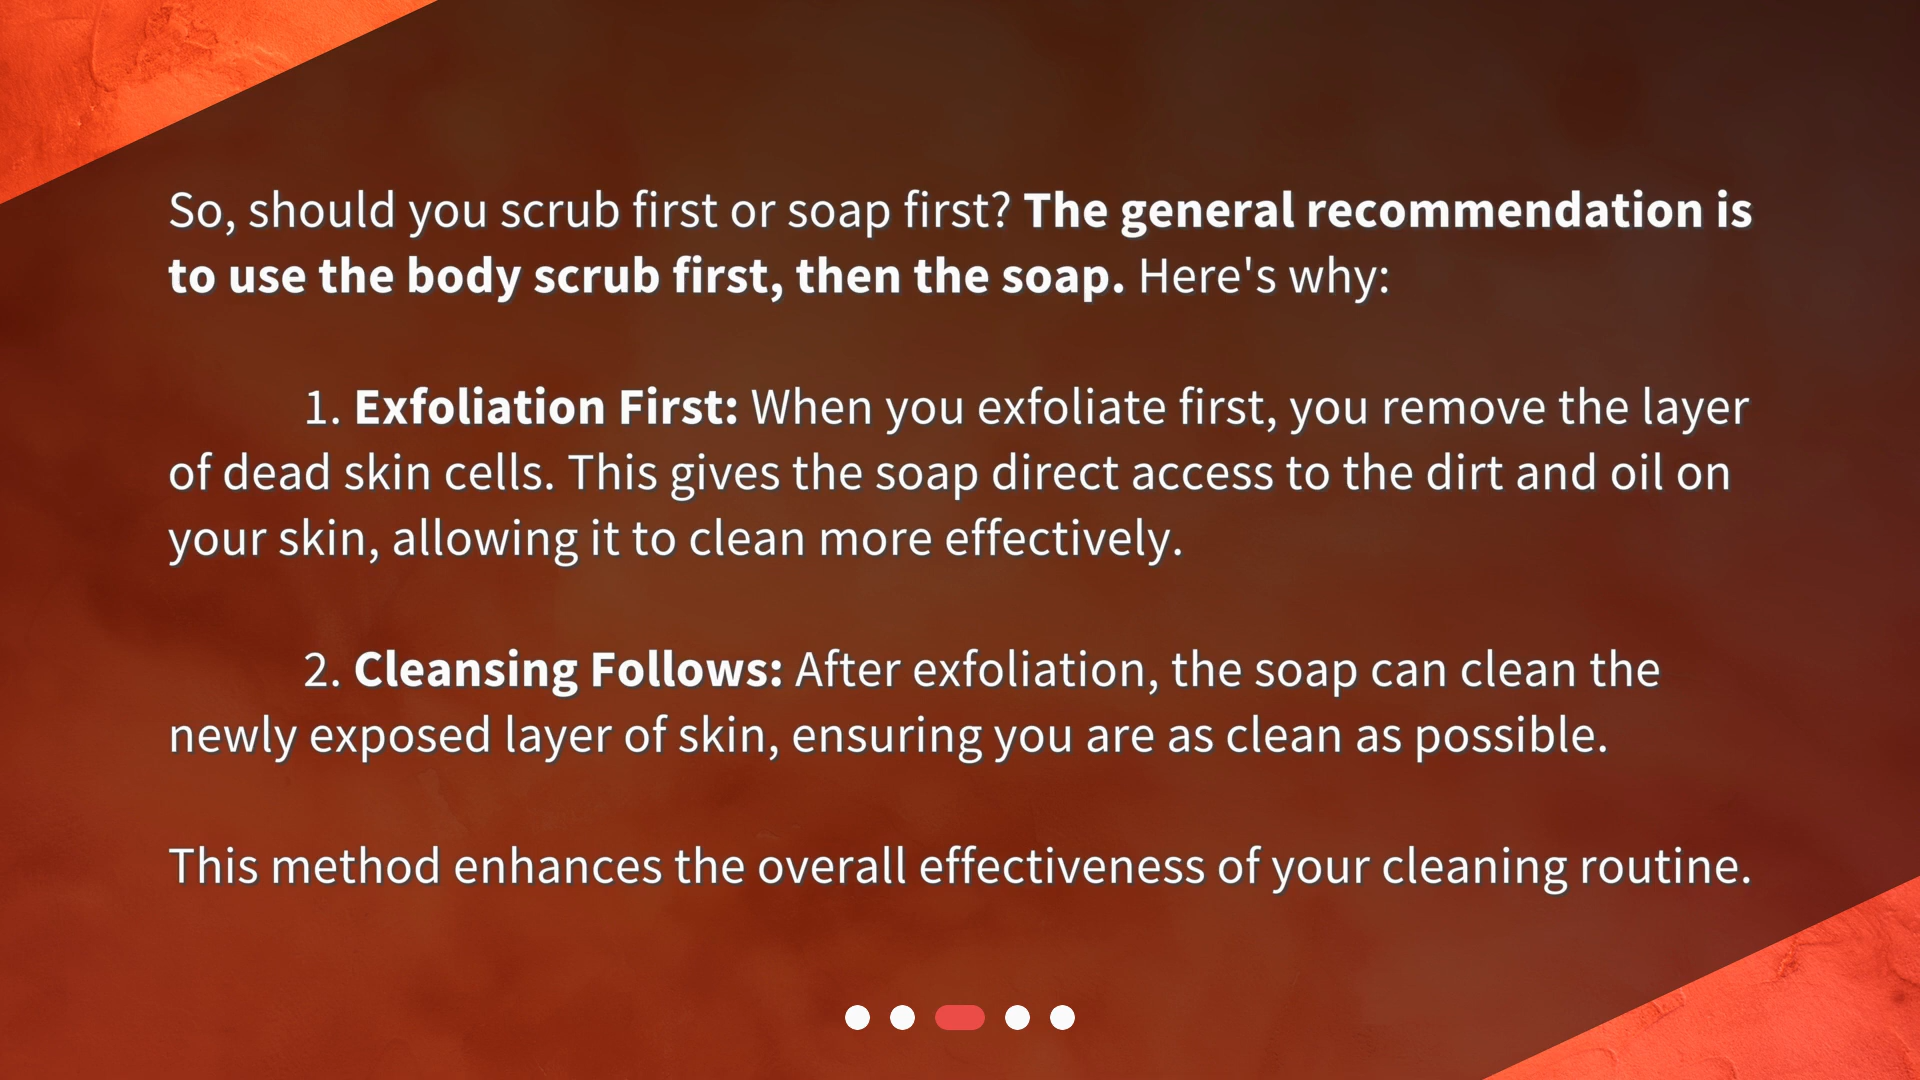 So, should you scrub first or soap first? The general recommendation is
to use the body scrub first, then the soap. Here's why:
1. Exfoliation First: When you exfoliate first, you remove the layer
of dead skin cells. This gives the soap direct access to the dirt and oil on
your skin, allowing it to clean more effectively.
2. Cleansing Follows: After exfoliation, the soap can clean the
newly exposed layer of skin, ensuring you are as clean as possible.
This method enhances the overall effectiveness of your cleaning routine.